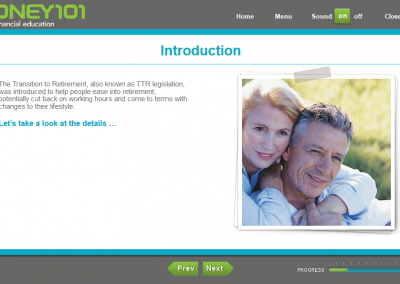 ONEY101
financial education
Home Menu Sound on off Close
Introduction
The Transition to Retirement, also known as TTR legislation,
was introduced to help people ease into retirement,
potentially cut back on working hours and come to terms with
changes to their lifestyle.
Let's take a look at the details ...
Prev Next
PROGRESS